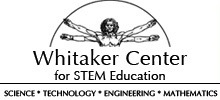 Whitaker Center
for STEM Education
SCIENCE * TECHNOLOGY * ENGINEERING * MATHEMATICS